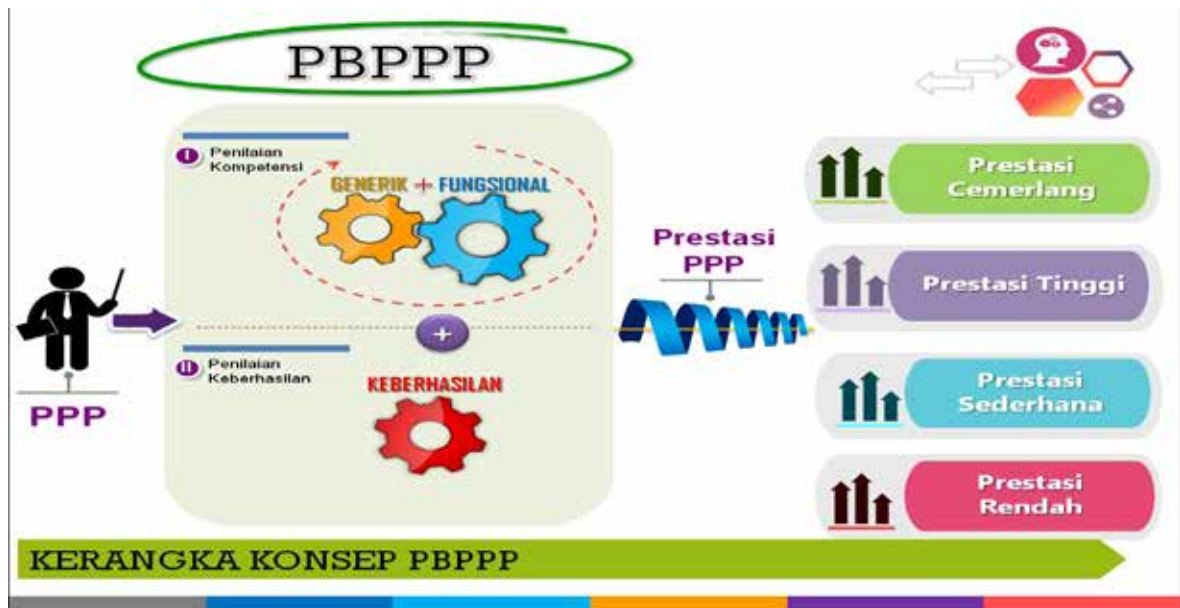 PBPPP
I
Penilaian
Kompetensi
GENERIK + FUNGSIONAL
+
II
Penilaian
Keberhasilan
KEBERHASILAN
PPP
Prestasi
PPP
Prestasi
Cemerlang
Prestasi Tinggi
Prestasi
Sederhana
Prestasi
Rendah
KERANGKA KONSEP PBPPP